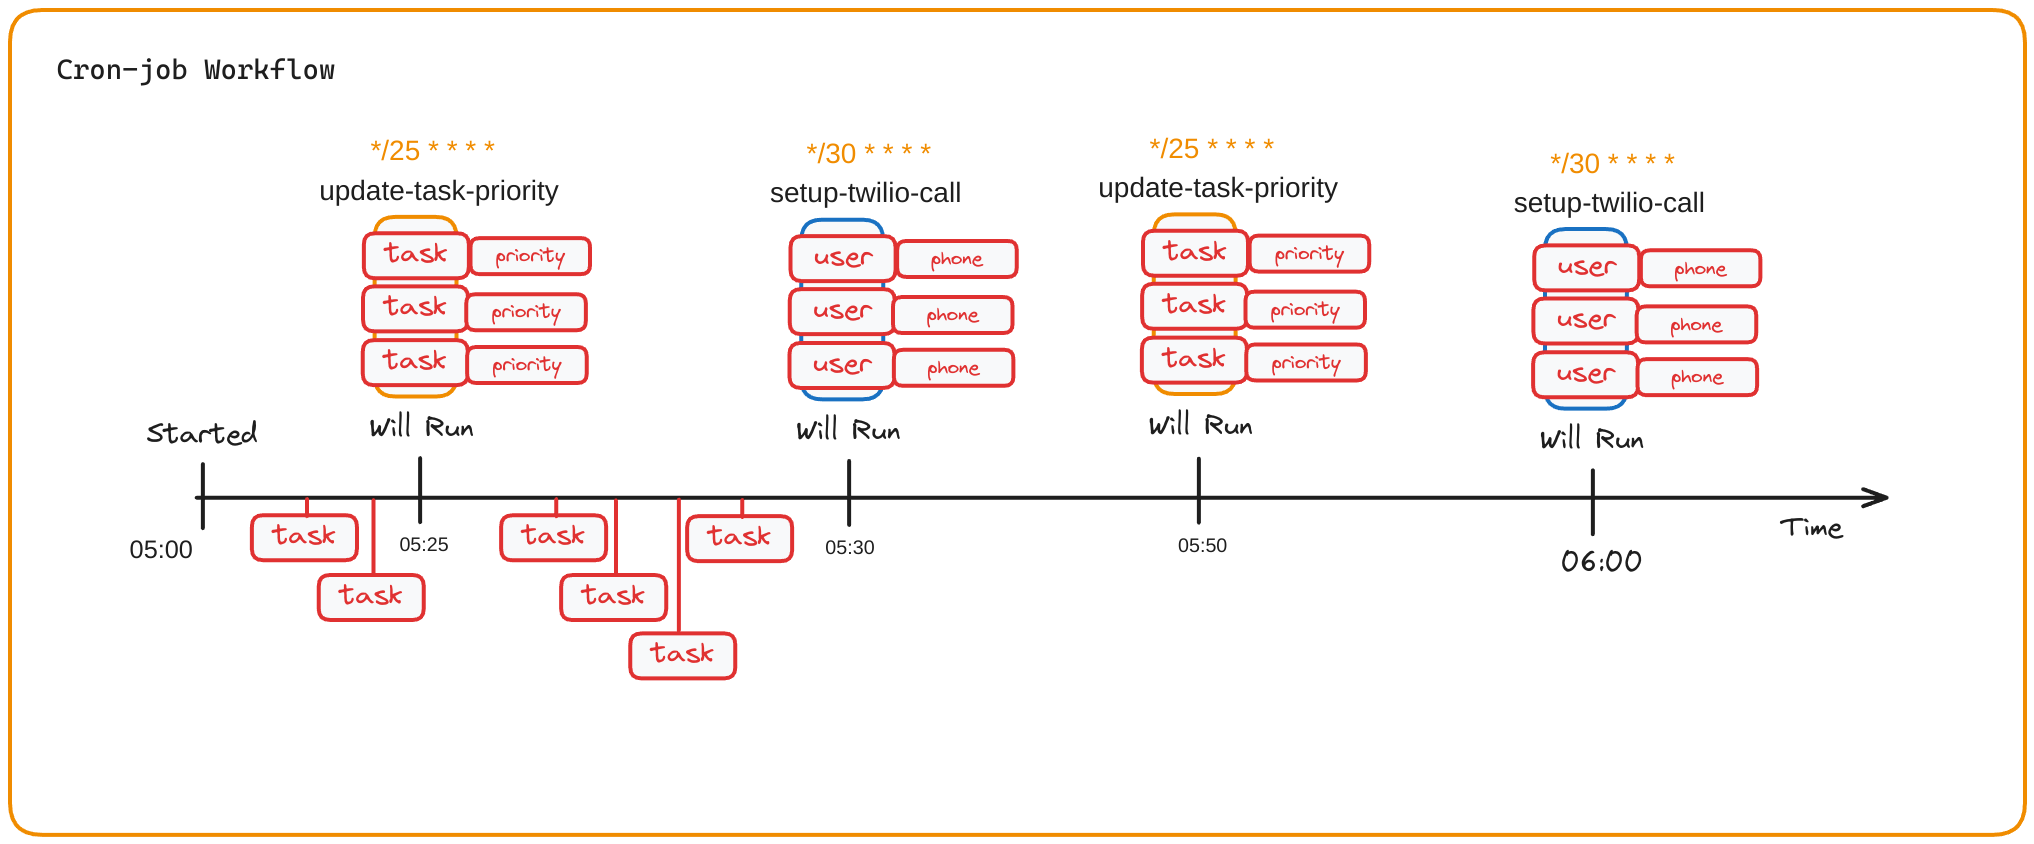 Cron-job Workflow
*/25 * * * *
update-task-priority
task priority
task priority
task priority
Will Run
*/30 * * * *
setup-twilio-call
user phone
user phone
user phone
Will Run
*/25 * * * *
update-task-priority
task priority
task priority
task priority
Will Run
*/30 * * * *
setup-twilio-call
user phone
user phone
user phone
Will Run
Started
05:00
task
task
05:25
task
task
task
task
05:30
05:50
06:00
Time